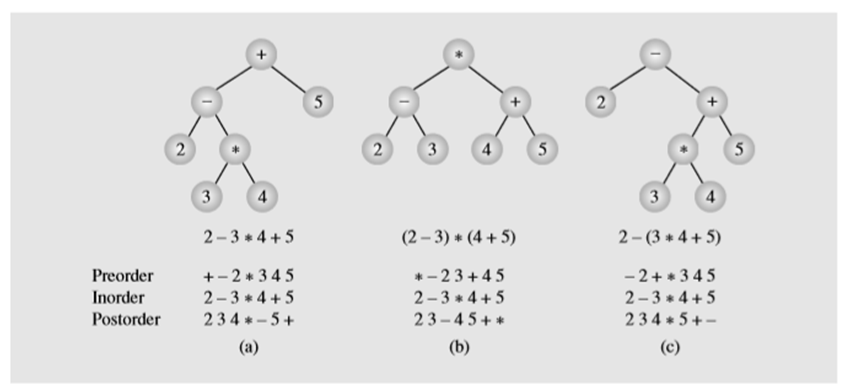 + * −
− 5 − + 2 +
2 * 2 3 4 5 * 5
3 4 3 4
2 − 3 * 4 + 5 (2 − 3) * (4 + 5) 2 − (3 * 4 + 5)
Preorder + − 2 * 3 4 5 * − 2 3 + 4 5 − 2 + * 3 4 5
Inorder 2 − 3 * 4 + 5 2 − 3 * 4 + 5 2 − 3 * 4 + 5
Postorder 2 3 4 * − 5 + 2 3 − 4 5 + * 2 3 4 * 5 + −
(a) (b) (c)